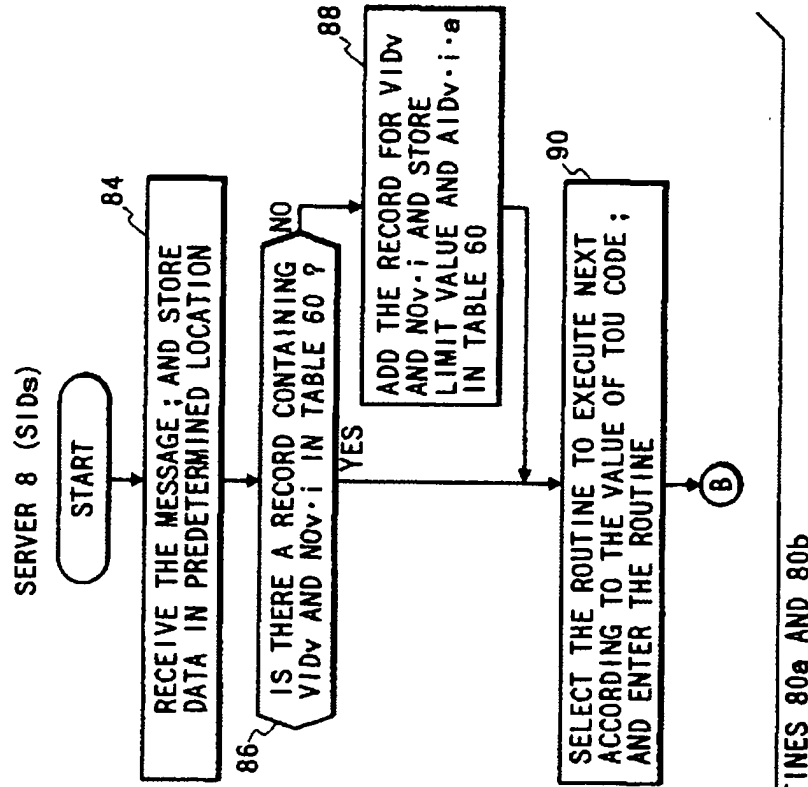 SERVER 8 (SIDs)
START
84
RECEIVE THE MESSAGE; AND STORE
DATA IN PREDETERMINED LOCATION
86
IS THERE A RECORD CONTAINING
VIDv AND NOv·i IN TABLE 60 ?
NO
YES
88
ADD THE RECORD FOR VIDv
AND NOv·i AND STORE
LIMIT VALUE AND AIDv·i·a
IN TABLE 60
90
SELECT THE ROUTINE TO EXECUTE NEXT
ACCORDING TO THE VALUE OF TOU CODE;
AND ENTER THE ROUTINE
B
TINES 80a AND 80b